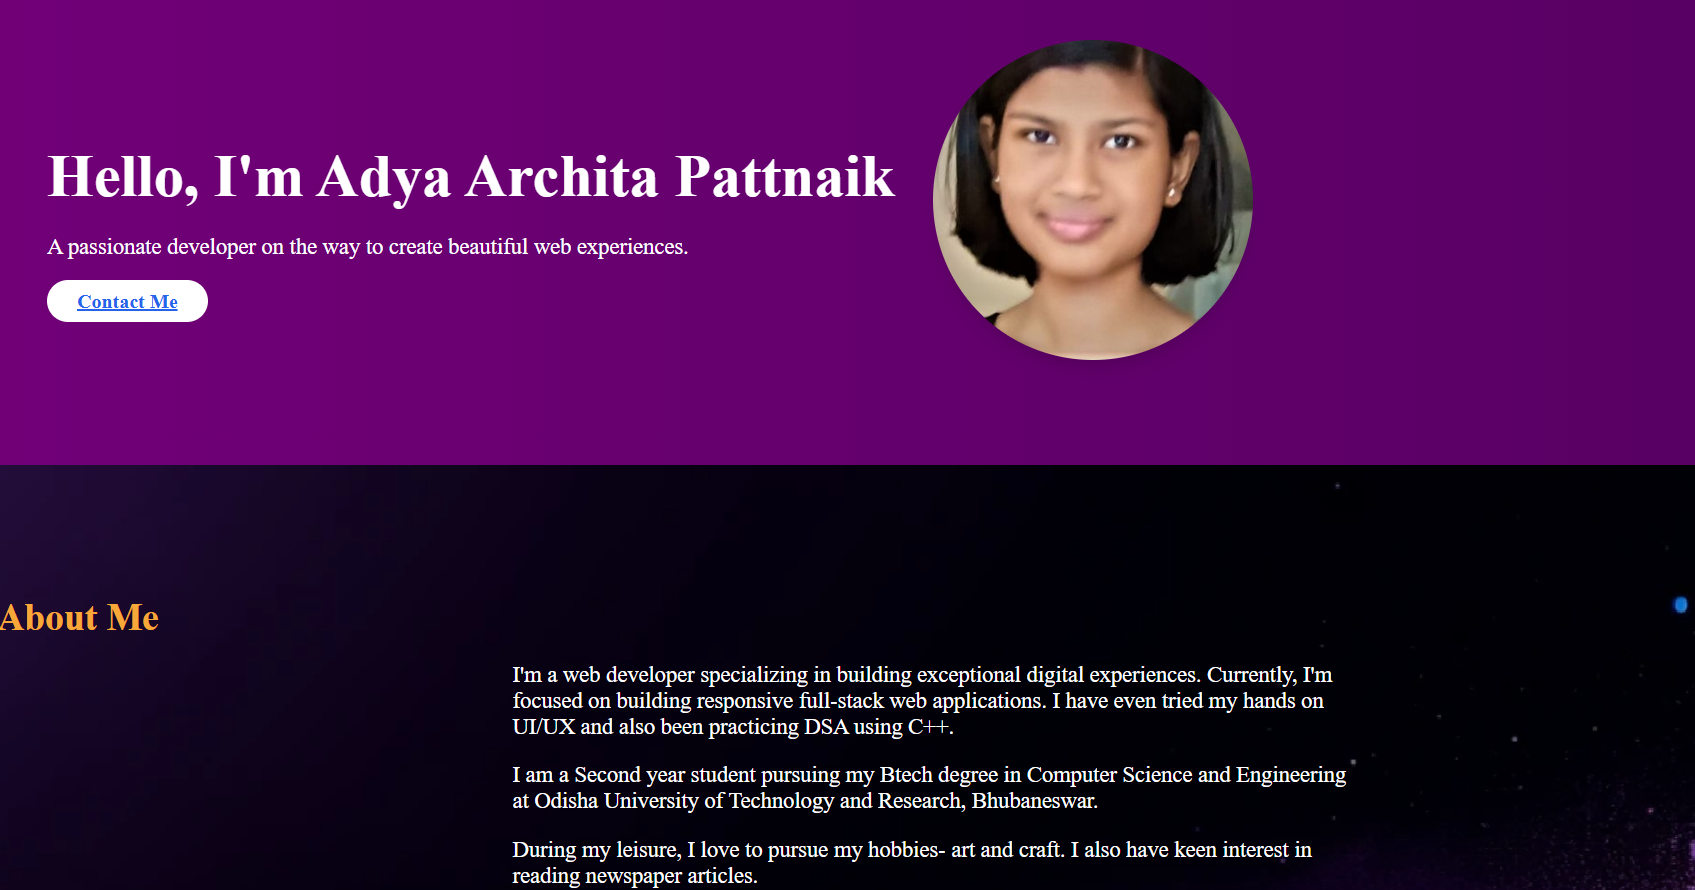 Hello, I'm Adya Archita Pattnaik
A passionate developer on the way to create beautiful web experiences.
Contact Me
About Me
I'm a web developer specializing in building exceptional digital experiences. Currently, I'm
focused on building responsive full-stack web applications. I have even tried my hands on
UI/UX and also been practicing DSA using C++.
I am a Second year student pursuing my Btech degree in Computer Science and Engineering
at Odisha University of Technology and Research, Bhubaneswar.
During my leisure, I love to pursue my hobbies- art and craft. I also have keen interest in
reading newspaper articles.